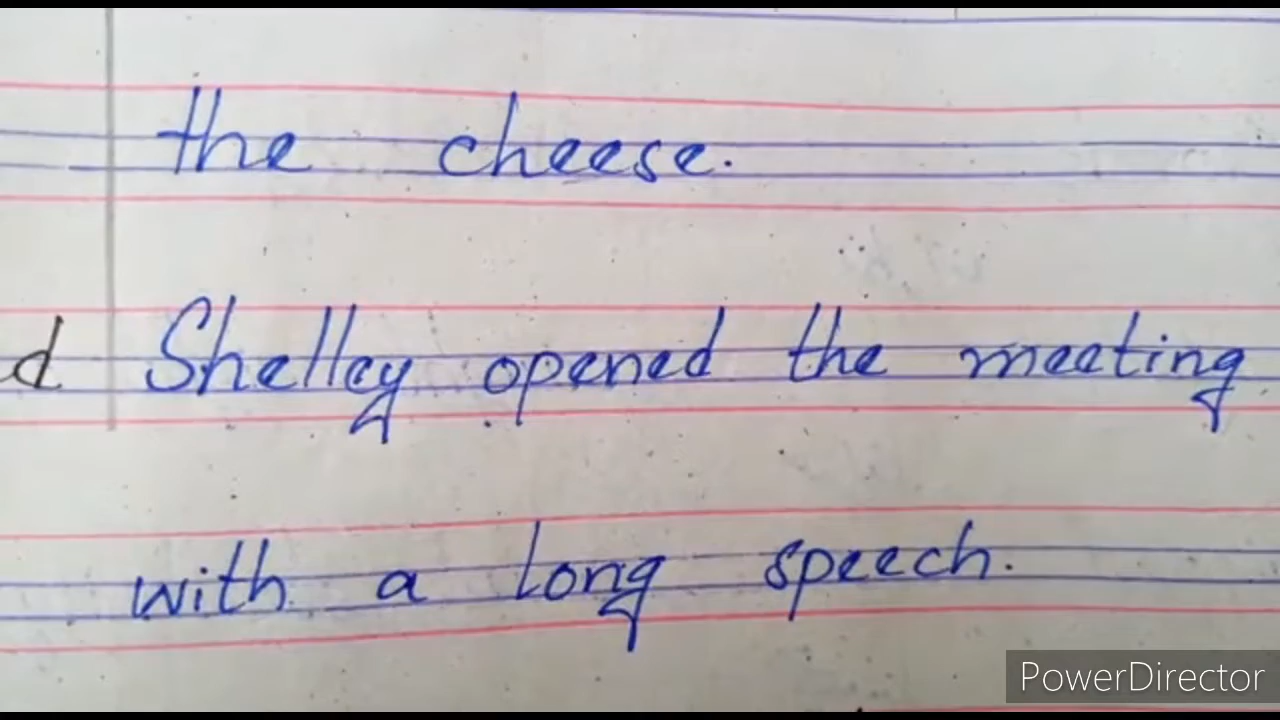 the cheese.
d Shelley opened the meeting
with a long speech.
PowerDirector